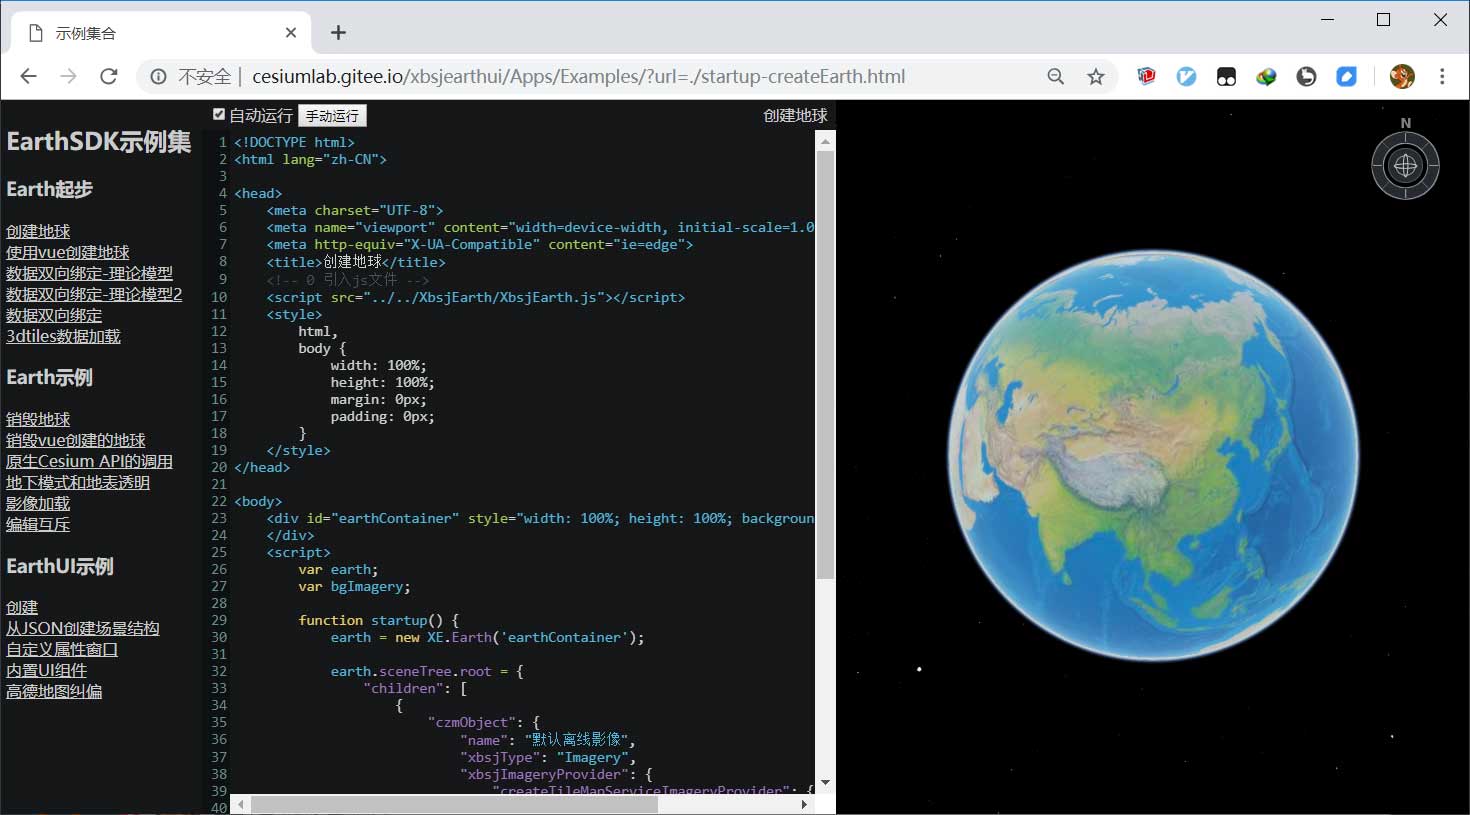 示例集合
不安全 | cesiumlab.gitee.io/xbsjearthui/Apps/Examples/?url=./startup-createEarth.html
EarthSDK示例集
Earth起步
创建地球
使用vue创建地球
数据双向绑定-理论模型
数据双向绑定-理论模型2
数据双向绑定
3dtiles数据加载
Earth示例
销毁地球
销毁vue创建的地球
原生Cesium API的调用
地下模式和地表透明
影像加载
编辑互斥
EarthUI示例
创建
从JSON创建场景结构
自定义属性窗口
内置UI组件
高德地图纠偏
自动运行 手动运行 创建地球
1 <!DOCTYPE html>
2 <html lang="zh-CN">
3
4 <head>
5 <meta charset="UTF-8">
6 <meta name="viewport" content="width=device-width, initial-scale=1.0
7 <meta http-equiv="X-UA-Compatible" content="ie=edge">
8 <title>创建地球</title>
9 <!-- 0 引入js文件 -->
10 <script src="../../XbsjEarth/XbsjEarth.js"></script>
11 <style>
12 html,
13 body {
14 width: 100%;
15 height: 100%;
16 margin: 0px;
17 padding: 0px;
18 }
19 </style>
20 </head>
21
22 <body>
23 <div id="earthContainer" style="width: 100%; height: 100%; backgroun
24 </div>
25 <script>
26 var earth;
27 var bgImagery;
28
29 function startup() {
30 earth = new XE.Earth('earthContainer');
31
32 earth.sceneTree.root = {
33 "children": [
34 {
35 "czmObject": {
36 "name": "默认离线影像",
37 "xbsjType": "Imagery",
38 "xbsjImageryProvider": {
39 "createTileMapServiceImageryProvider": {
40
N